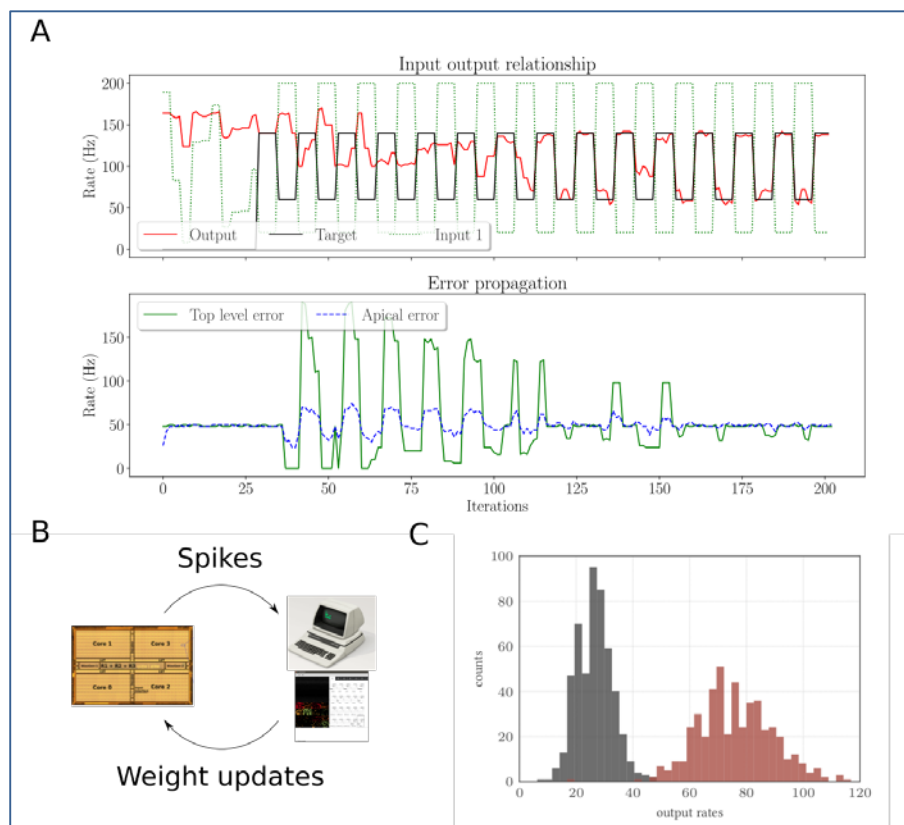 A
Input output relationship
200
150
100
50
0
Rate (Hz)
Output Target Input 1
Error propagation
Top level error Apical error
150
100
50
0
Rate (Hz)
0 25 50 75 100 125 150 175 200
Iterations
B
Spikes
Core 1 Core 3
Core 0 Core 2
Weight updates
C
100
80
60
40
20
0
counts
0 20 40 60 80 100 120
output rates